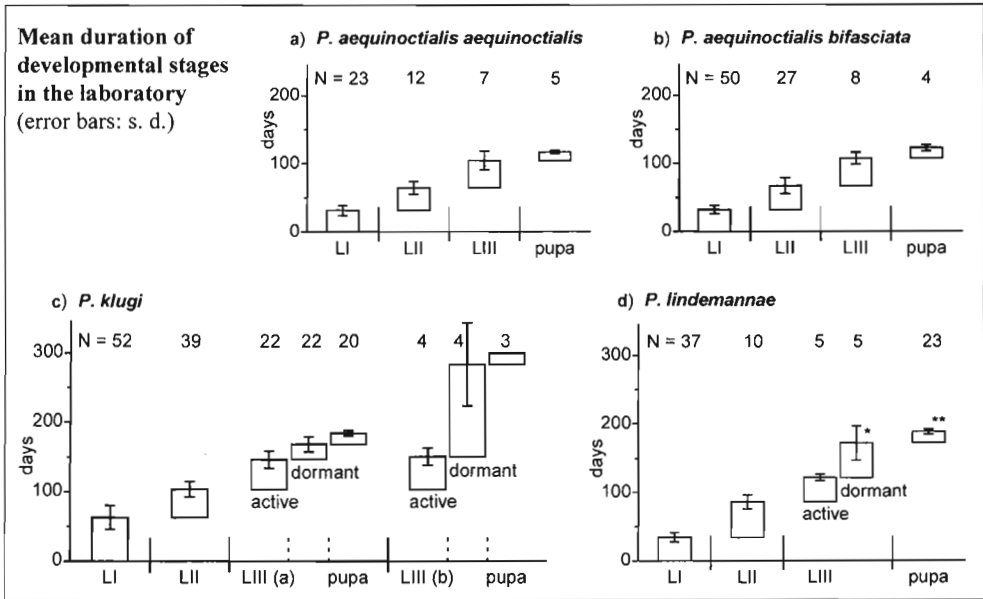 Mean duration of
developmental stages
in the laboratory
(error bars: s. d.)
a) P. aequinoctialis aequinoctialis
N = 23 12 7 5
200
100
0
days
LI LII LIII pupa
b) P. aequinoctialis bifasciata
N = 50 27 8 4
200
100
0
days
LI LII LIII pupa
c) P. klugi
N = 52 39 22 22 20 4 4 3
300
200
100
0
days
dormant dormant
active active
LI LII LIII (a) pupa LIII (b) pupa
d) P. lindemannae
N = 37 10 5 5 23
300
200
100
0
days
* **
dormant
active
LI LII LIII pupa